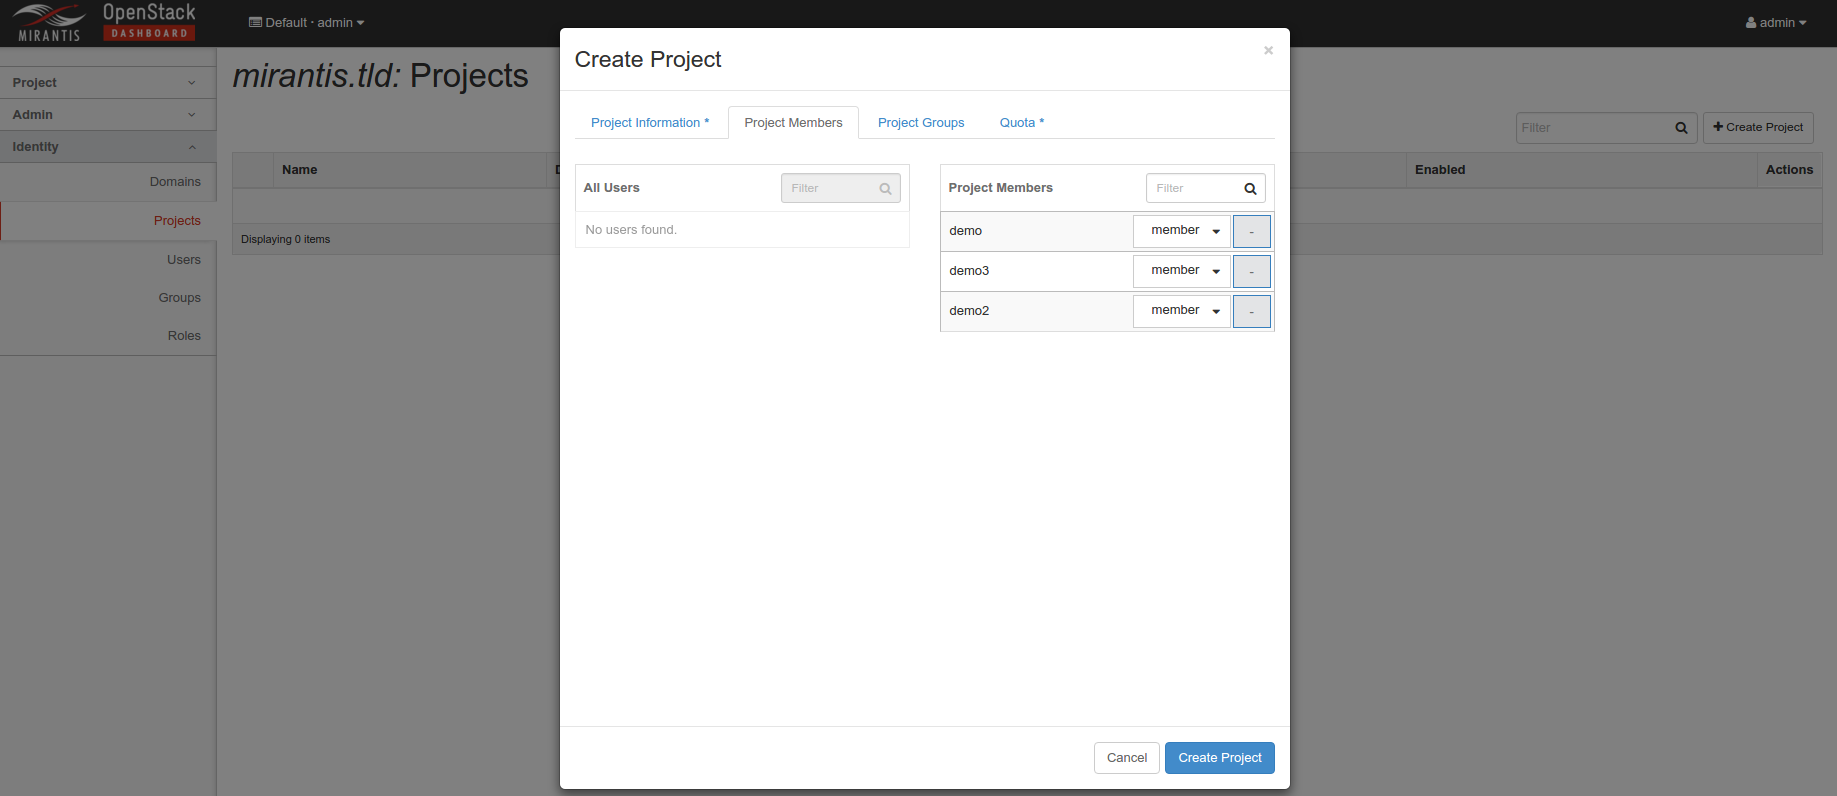 MIRANTIS
OpenStack
DASHBOARD
Default · admin
admin
Project
Admin
Identity
Domains
Projects
Users
Groups
Roles
mirantis.tld: Projects
Filter
+Create Project
Name
Enabled
Actions
Displaying 0 items
Create Project
×
Project Information *
Project Members
Project Groups
Quota *
All Users
Filter
No users found.
Project Members
Filter
demo
member
-
demo3
member
-
demo2
member
-
Cancel
Create Project